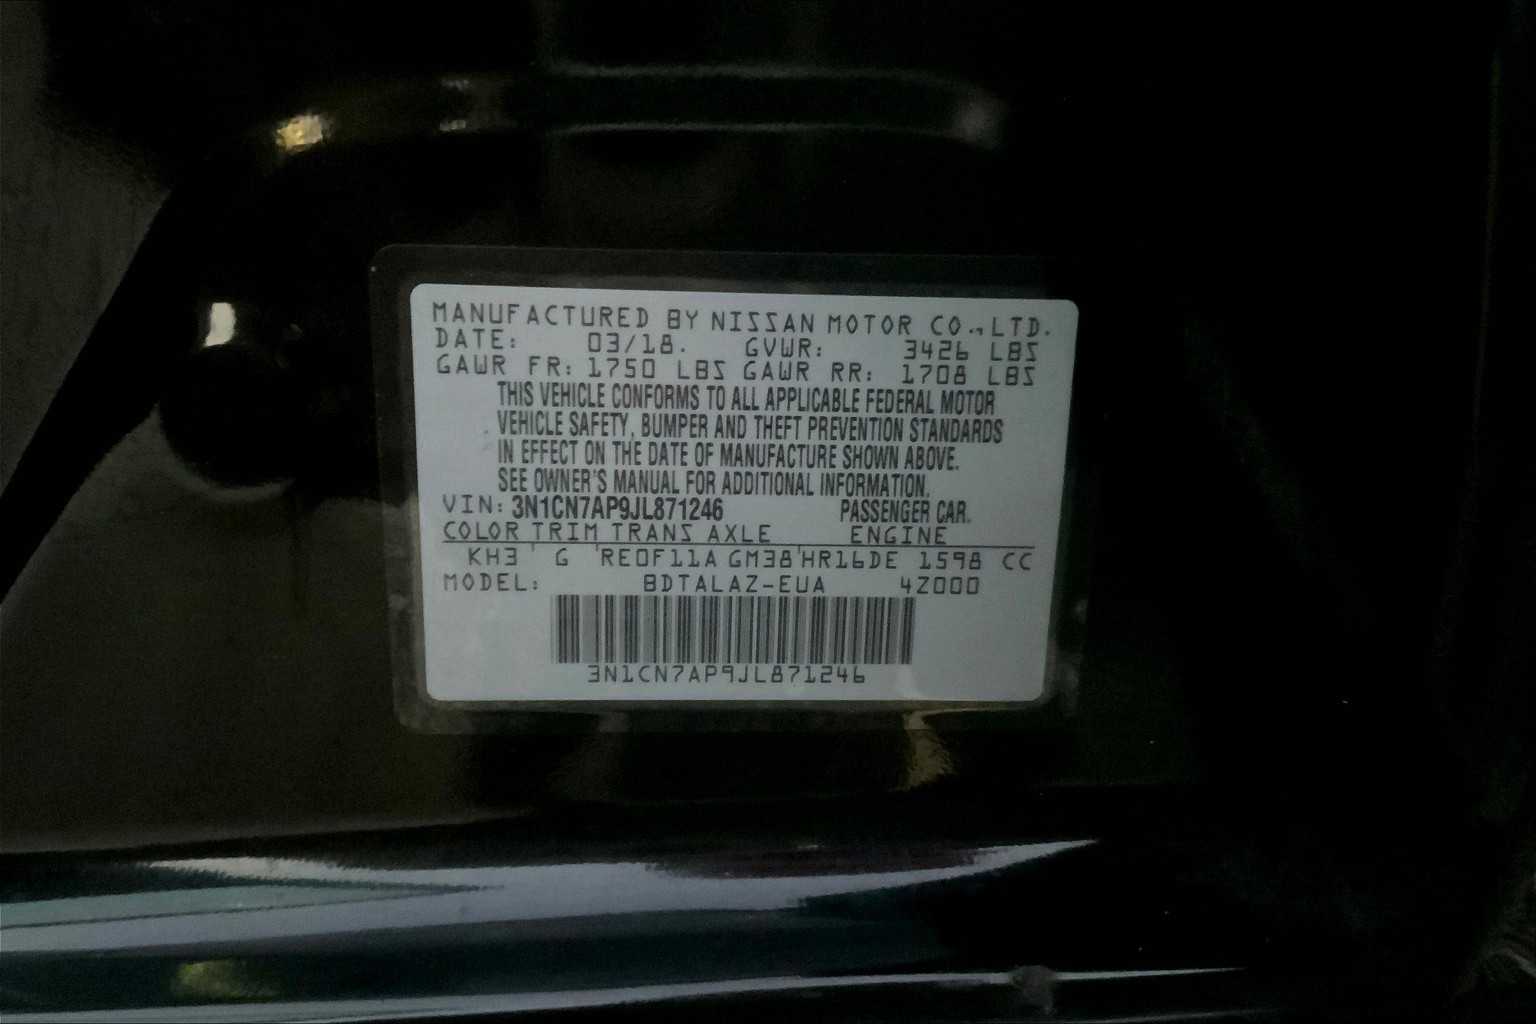 MANUFACTURED BY NISSAN MOTOR CO., LTD.
DATE: 03/18. GVWR: 3426 LBS
GAWR FR: 1750 LBS GAWR RR: 1708 LBS
THIS VEHICLE CONFORMS TO ALL APPLICABLE FEDERAL MOTOR
VEHICLE SAFETY, BUMPER AND THEFT PREVENTION STANDARDS
IN EFFECT ON THE DATE OF MANUFACTURE SHOWN ABOVE.
SEE OWNER'S MANUAL FOR ADDITIONAL INFORMATION.
VIN: 3N1CN7AP9JL871246 PASSENGER CAR.
COLOR TRIM TRANS AXLE ENGINE
KH3 ' G 'RE0F11A GM38'HR16DE 1598 CC
MODEL: BDTALAZ-EUA 4Z000
3N1CN7AP9JL871246